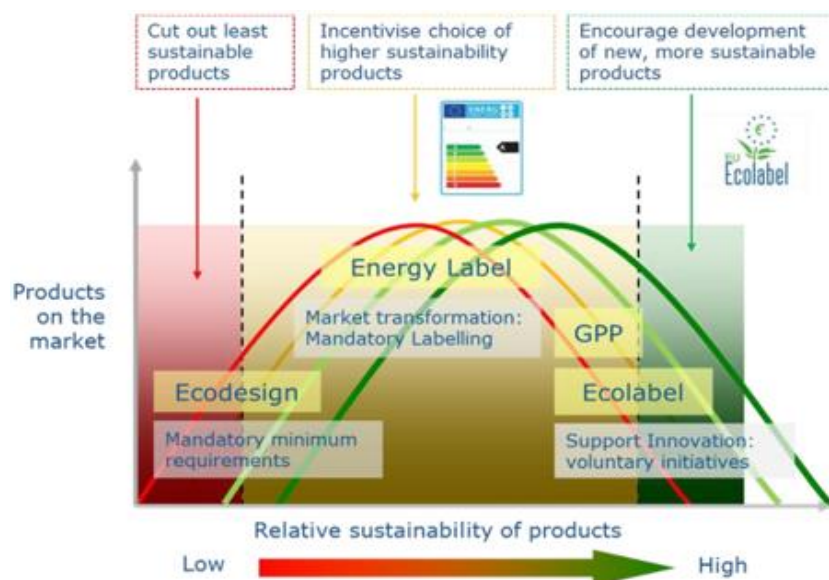 Cut out least
sustainable
products
Incentivise choice of
higher sustainability
products
Encourage development
of new, more sustainable
products
ENERG
EU
Ecolabel
Products
on the
market
Energy Label
Market transformation:
Mandatory Labelling
GPP
Ecodesign
Ecolabel
Mandatory minimum
requirements
Support Innovation:
voluntary initiatives
Relative sustainability of products
Low
High